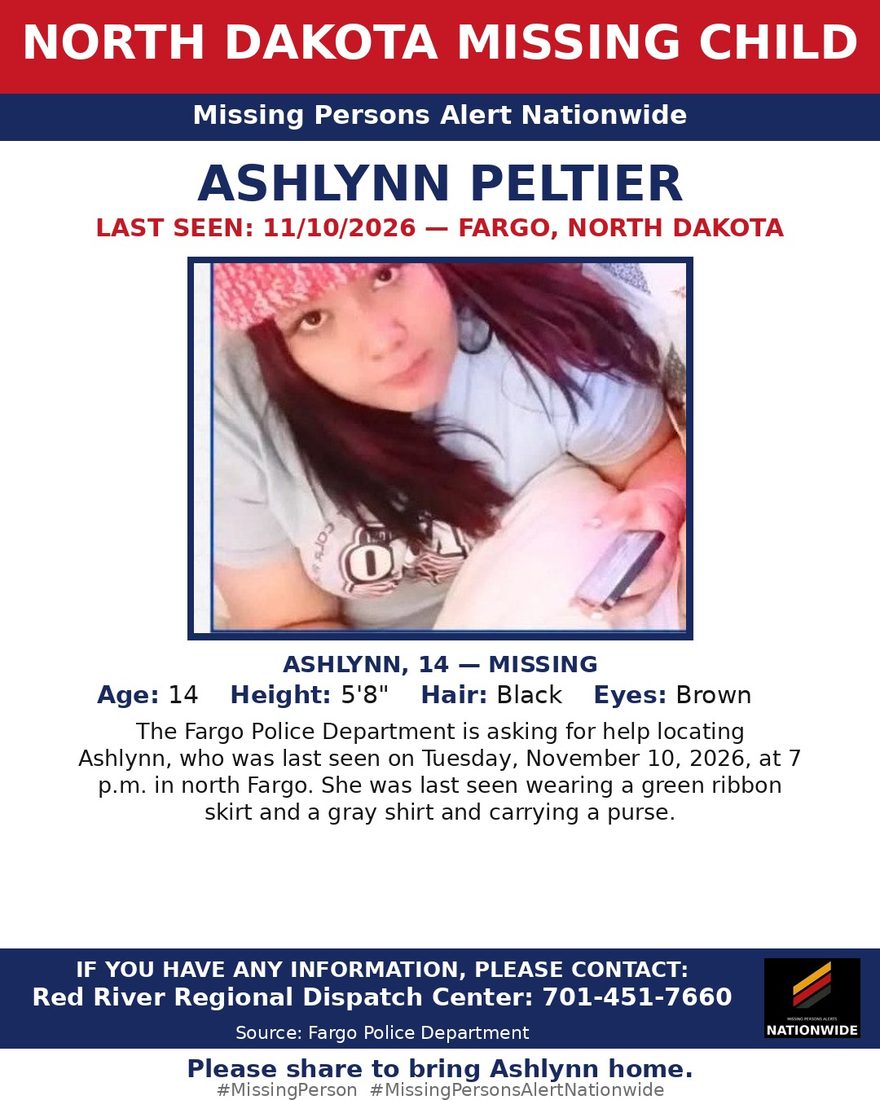 NORTH DAKOTA MISSING CHILD
Missing Persons Alert Nationwide
ASHLYNN PELTIER
LAST SEEN: 11/10/2026 — FARGO, NORTH DAKOTA
ASHLYNN, 14 — MISSING
Age: 14 Height: 5'8" Hair: Black Eyes: Brown
The Fargo Police Department is asking for help locating
Ashlynn, who was last seen on Tuesday, November 10, 2026, at 7
p.m. in north Fargo. She was last seen wearing a green ribbon
skirt and a gray shirt and carrying a purse.
IF YOU HAVE ANY INFORMATION, PLEASE CONTACT:
Red River Regional Dispatch Center: 701-451-7660
Source: Fargo Police Department
MISSING PERSONS ALERTS
NATIONWIDE
Please share to bring Ashlynn home.
#MissingPerson #MissingPersonsAlertNationwide